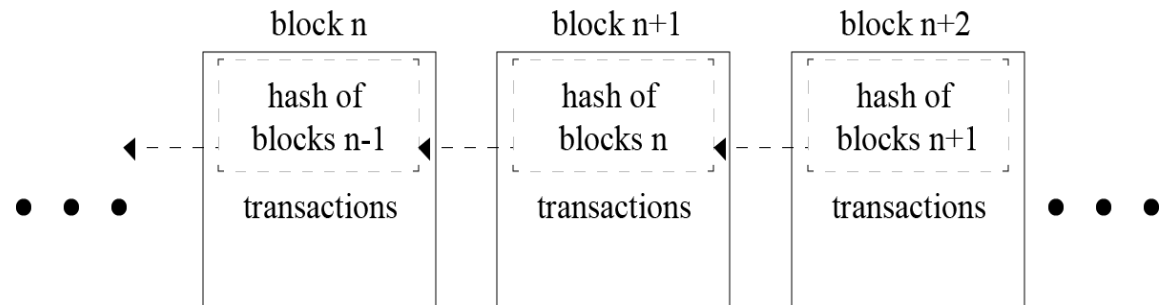 block n
block n+1
block n+2
hash of
blocks n-1
hash of
blocks n
hash of
blocks n+1
transactions
transactions
transactions